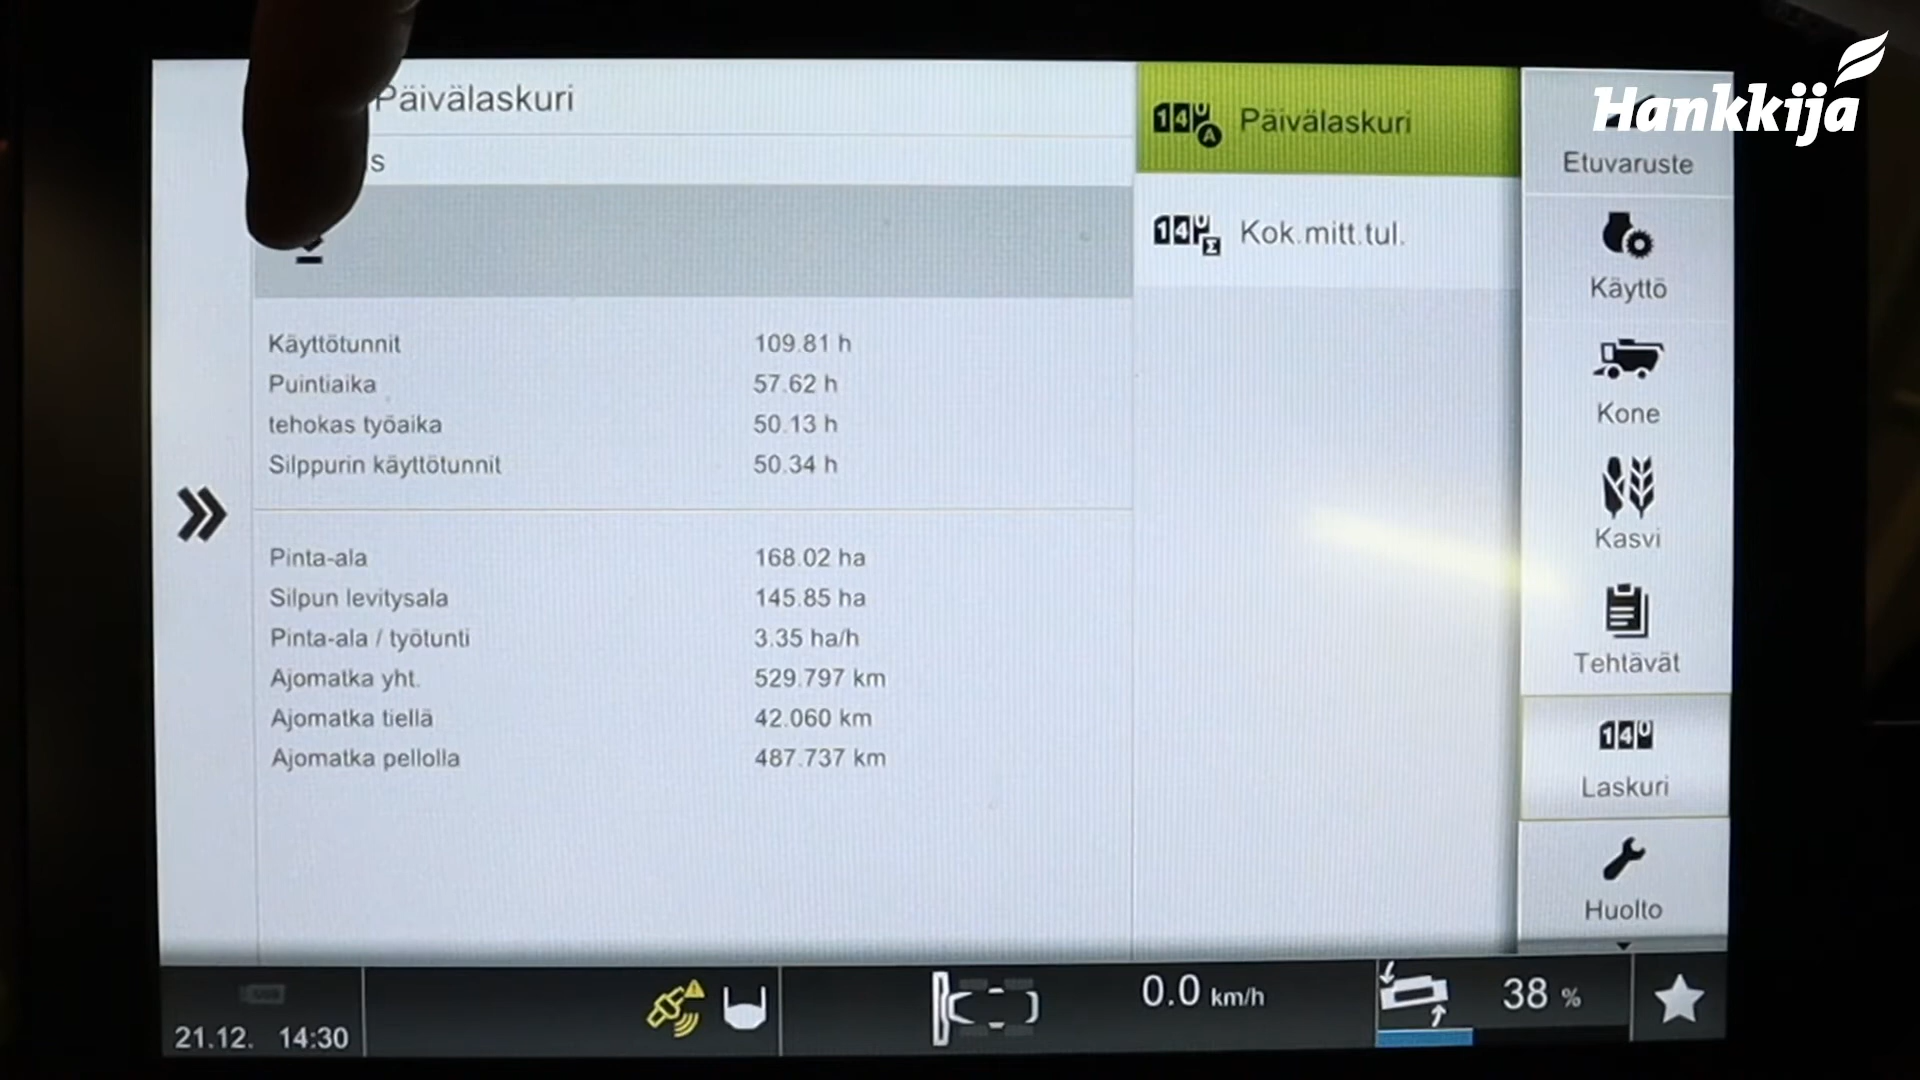 Hankkija
Päivälaskuri
s
Käyttötunnit 109.81 h
Puintiaika 57.62 h
tehokas työaika 50.13 h
Silppurin käyttötunnit 50.34 h
Pinta-ala 168.02 ha
Silpun levitysala 145.85 ha
Pinta-ala / työtunti 3.35 ha/h
Ajomatka yht. 529.797 km
Ajomatka tiellä 42.060 km
Ajomatka pellolla 487.737 km
140 A Päivälaskuri
140 Σ Kok.mitt.tul.
Etuvaruste
Käyttö
Kone
Kasvi
Tehtävät
140
Laskuri
Huolto
21.12. 14:30
0.0 km/h
38 %